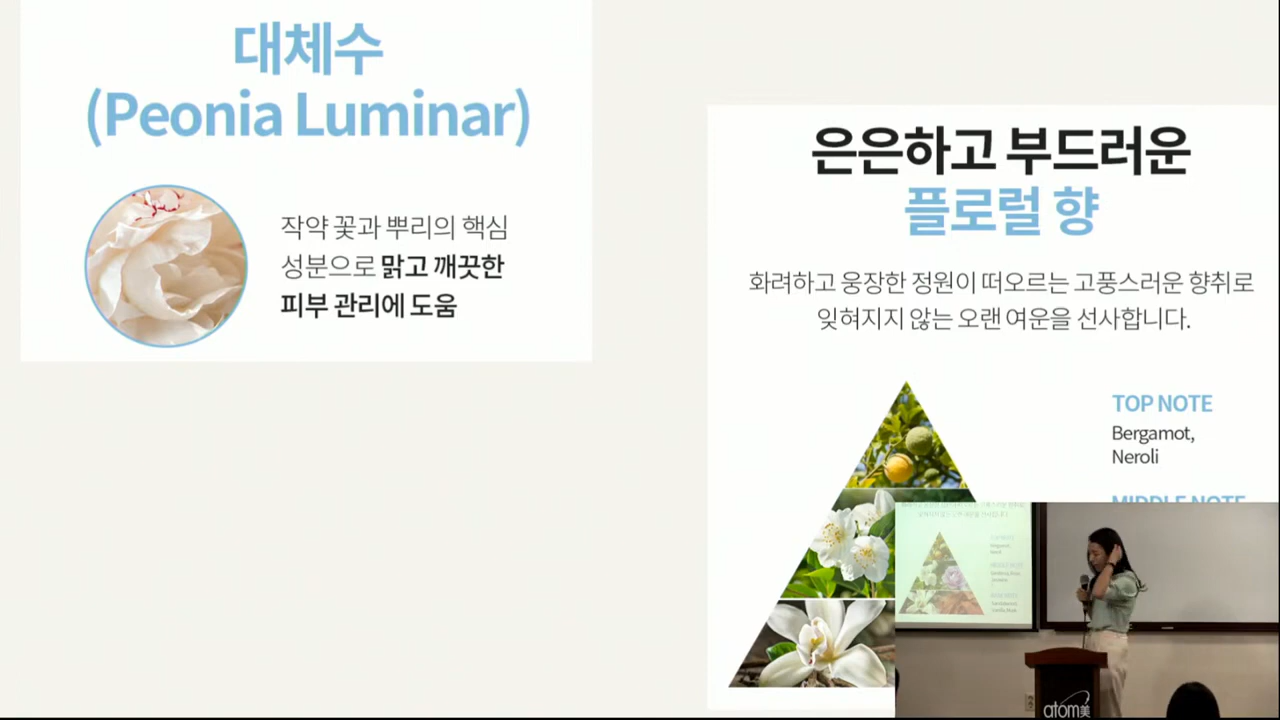 대체수
(Peonia Luminar)
작약 꽃과 뿌리의 핵심
성분으로 맑고 깨끗한
피부 관리에 도움
은은하고 부드러운
플로럴 향
화려하고 웅장한 정원이 떠오르는 고풍스러운 향취로
잊혀지지 않는 오랜 여운을 선사합니다.
TOP NOTE
Bergamot,
Neroli
MIDDLE NOTE
atom美